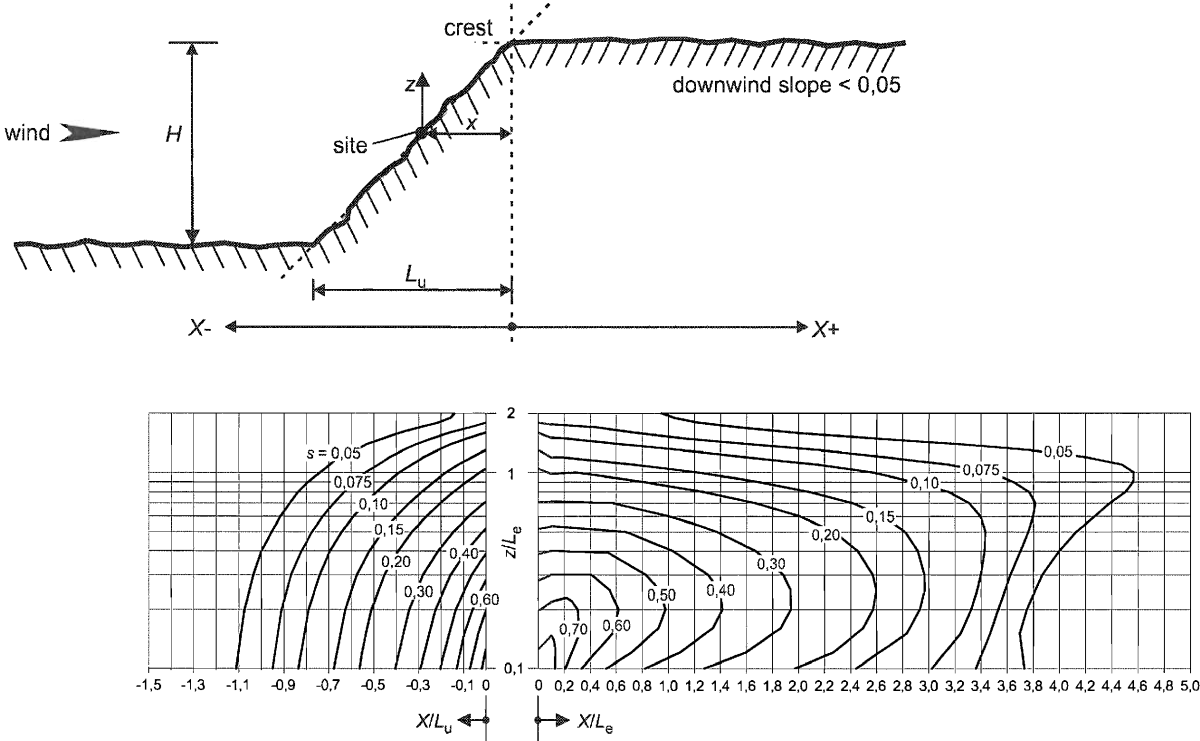 crest
z
downwind slope < 0,05
wind
H
x
site
L_u
X-
X+
2
s = 0,05
0,05
1
0,075
0,075
0,10
0,10
0,15
0,15
0,20
z/L_e
0,40
0,20
0,30
0,30
0,60
0,50
0,40
0,70
0,60
0,1
-1,5 -1,3 -1,1 -0,9 -0,7 -0,5 -0,3 -0,1 0
0 0,2 0,4 0,6 0,8 1,0 1,2 1,4 1,6 1,8 2,0 2,2 2,4 2,6 2,8 3,0 3,2 3,4 3,6 3,8 4,0 4,2 4,4 4,6 4,8 5,0
X/L_u
X/L_e